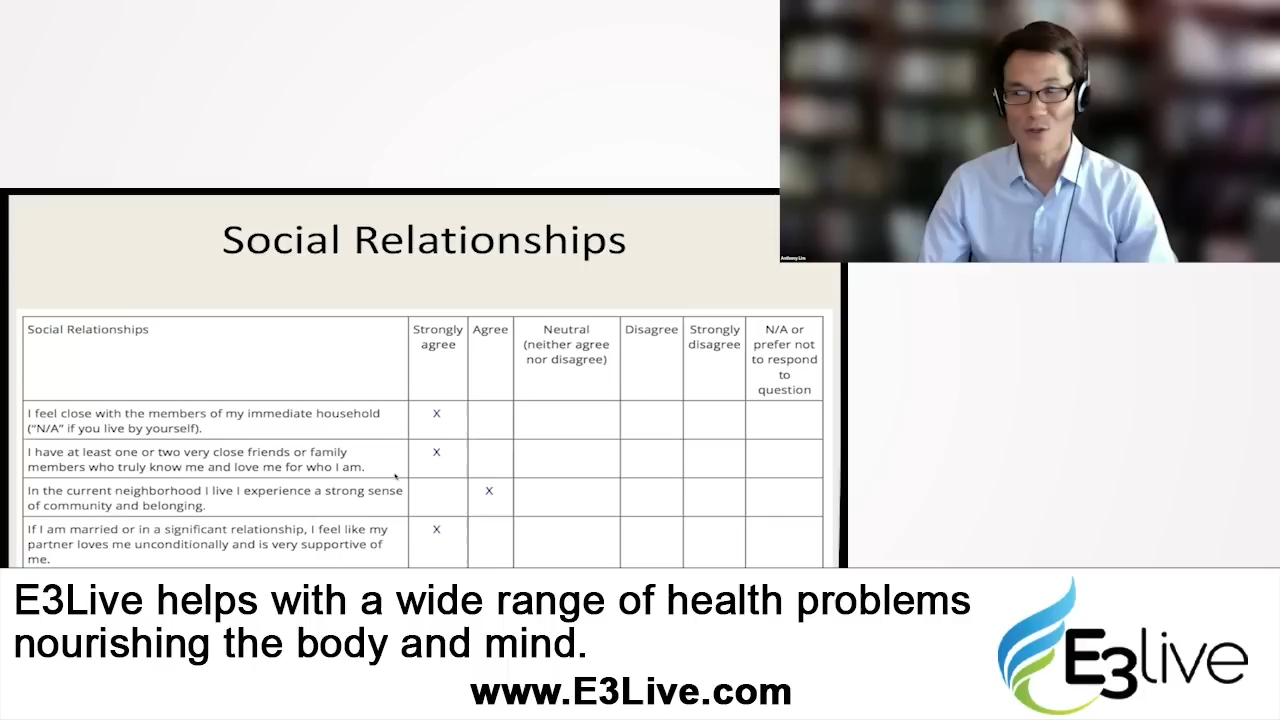 Anthony Lim
Social Relationships
Social Relationships
Strongly
agree
Agree
Neutral
(neither agree
nor disagree)
Disagree
Strongly
disagree
N/A or
prefer not
to respond
to
question
I feel close with the members of my immediate household
(“N/A” if you live by yourself).
X
I have at least one or two very close friends or family
members who truly know me and love me for who I am.
X
In the current neighborhood I live I experience a strong sense
of community and belonging.
X
If I am married or in a significant relationship, I feel like my
partner loves me unconditionally and is very supportive of
me.
X
E3Live helps with a wide range of health problems
nourishing the body and mind.
www.E3Live.com
E3live